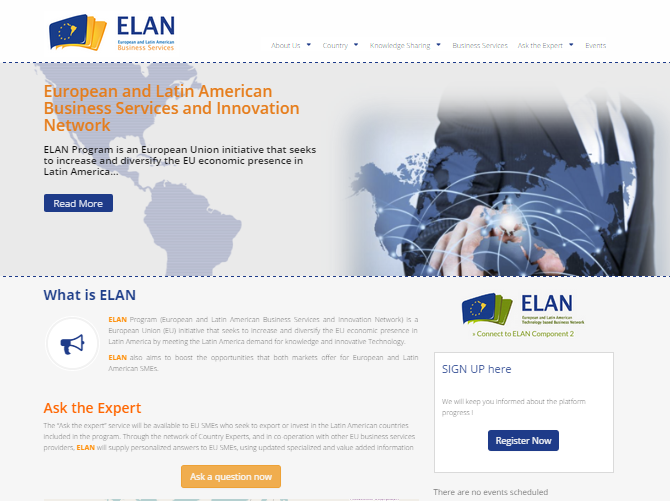 ELAN
European and Latin American
Business Services
About Us
Country
Knowledge Sharing
Business Services
Ask the Expert
Events
European and Latin American
Business Services and Innovation
Network
ELAN Program is an European Union initiative that seeks
to increase and diversify the EU economic presence in
Latin America...
Read More
What is ELAN
ELAN Program (European and Latin American Business Services and Innovation Network) is a
European Union (EU) initiative that seeks to increase and diversify the EU economic presence in
Latin America by meeting the Latin America demand for knowledge and innovative Technology.
ELAN also aims to boost the opportunities that both markets offer for European and Latin
American SMEs.
Ask the Expert
The "Ask the expert" service will be available to EU SMEs who seek to export or invest in the Latin American countries
included in the program. Through the network of Country Experts, and in co-operation with other EU business services
providers, ELAN will supply personalized answers to EU SMEs, using updated specialized and value added information
Ask a question now
ELAN
European and Latin American
Technology based Business Network
› Connect to ELAN Component 2
SIGN UP here
We will keep you informed about the platform
progress !
Register Now
There are no events scheduled